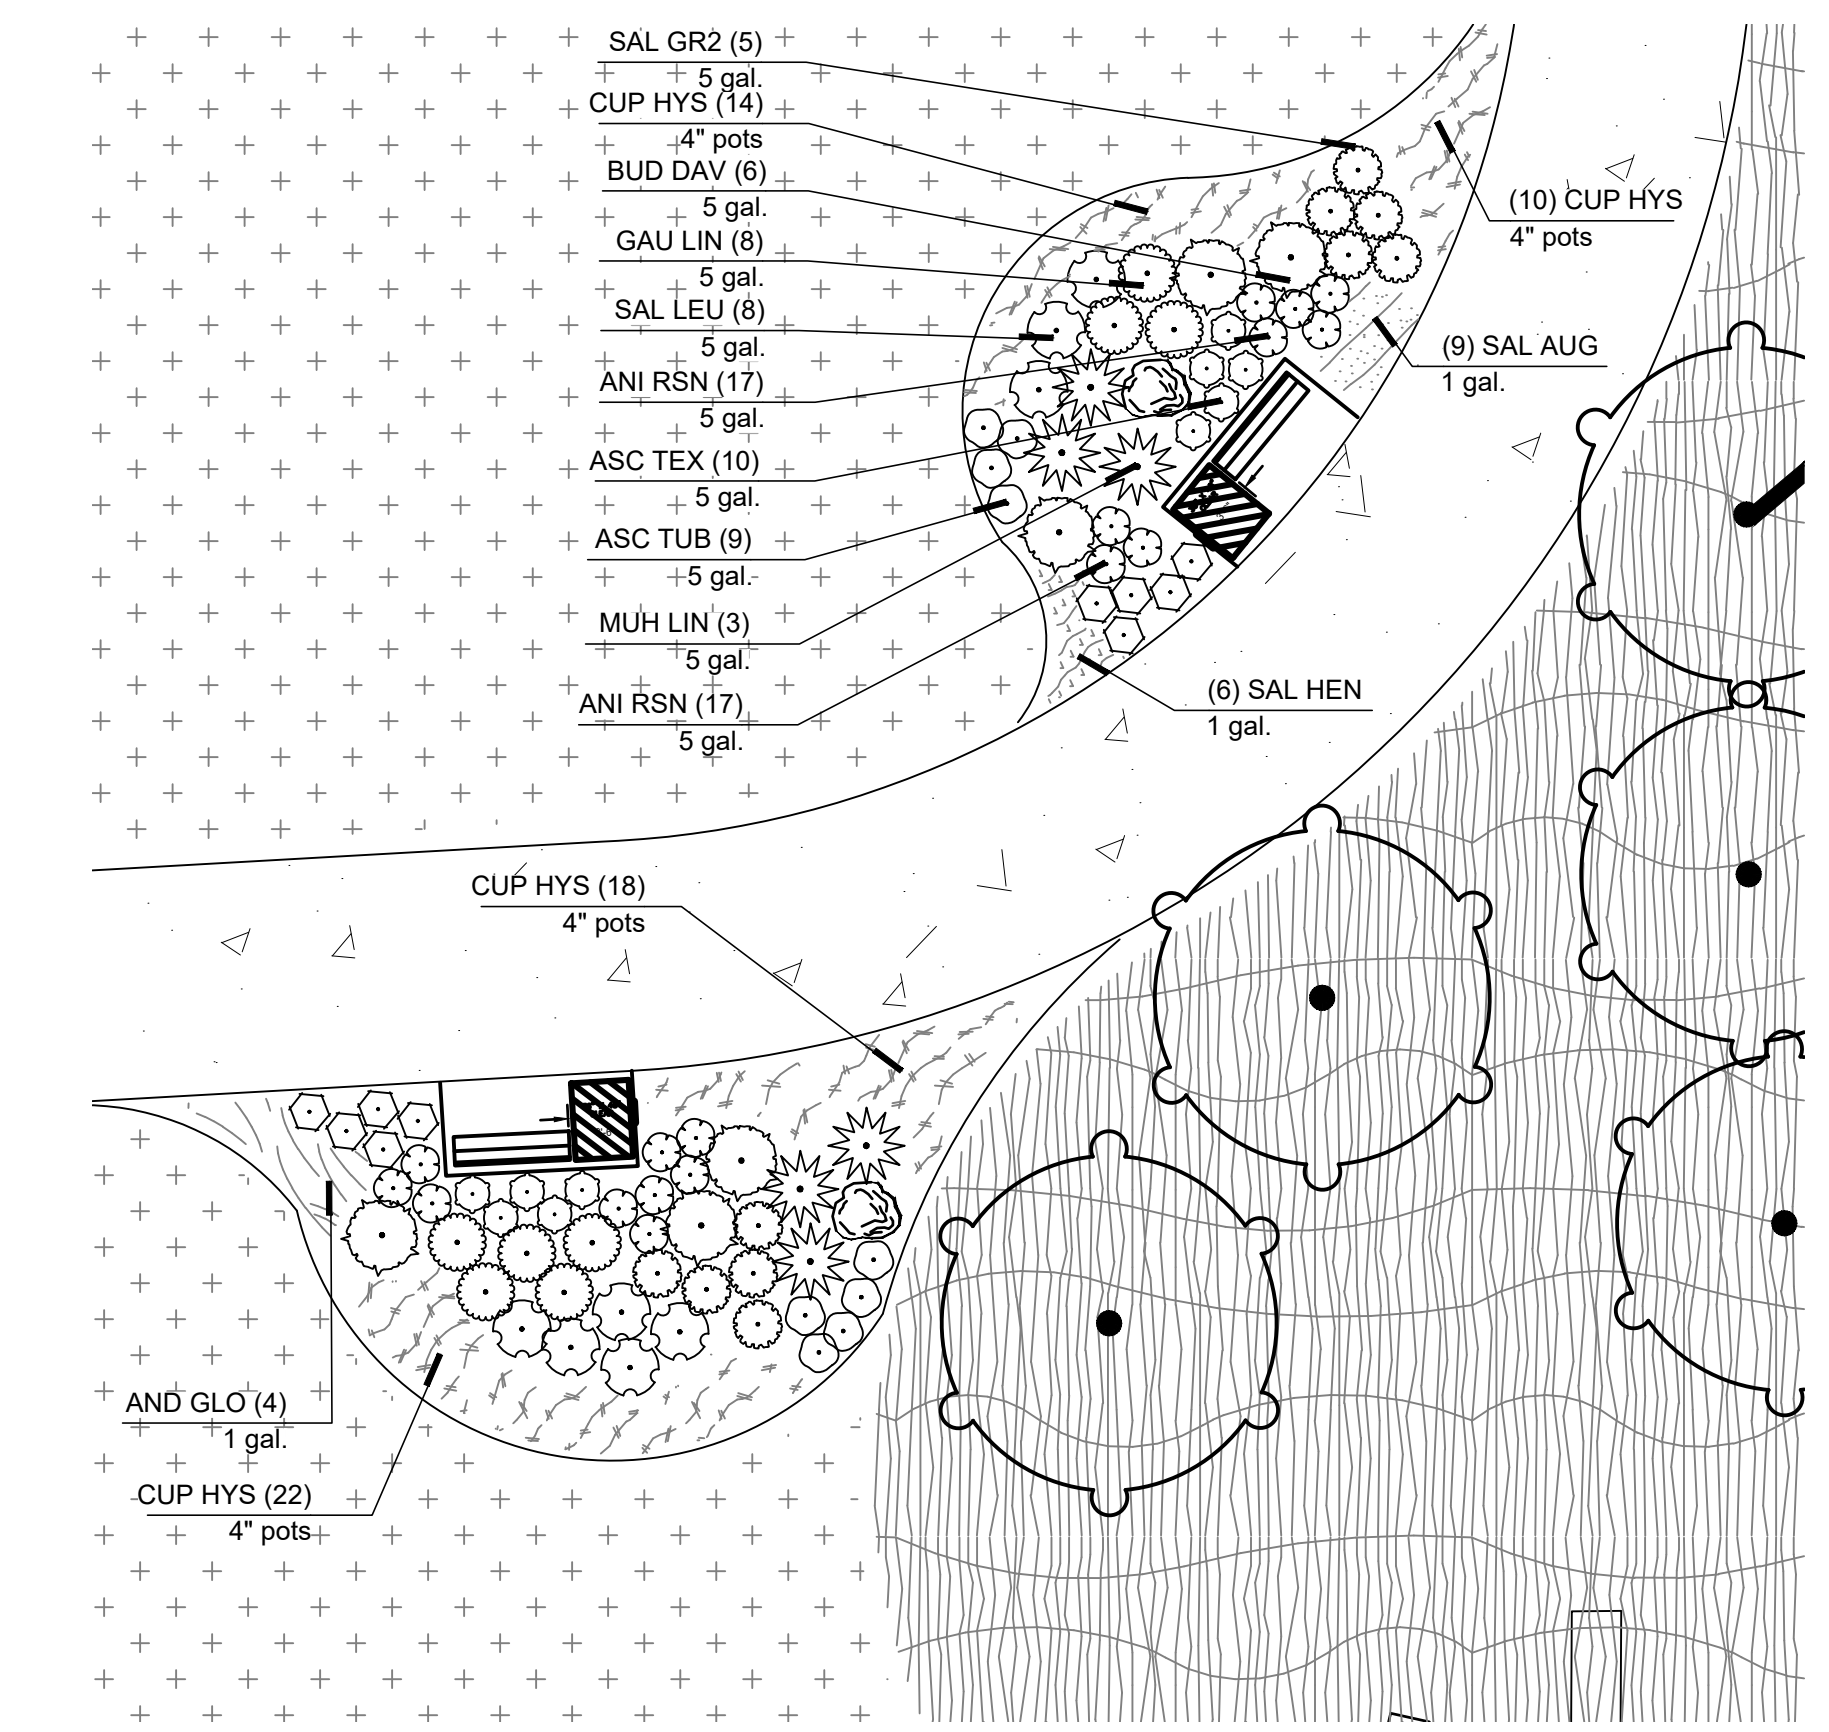 SAL GR2 (5)
5 gal.
CUP HYS (14)
4" pots
BUD DAV (6)
5 gal.
GAU LIN (8)
5 gal.
SAL LEU (8)
5 gal.
ANI RSN (17)
5 gal.
ASC TEX (10)
5 gal.
ASC TUB (9)
5 gal.
MUH LIN (3)
5 gal.
ANI RSN (17)
5 gal.
(10) CUP HYS
4" pots
(9) SAL AUG
1 gal.
(6) SAL HEN
1 gal.
CUP HYS (18)
4" pots
AND GLO (4)
1 gal.
CUP HYS (22)
4" pots